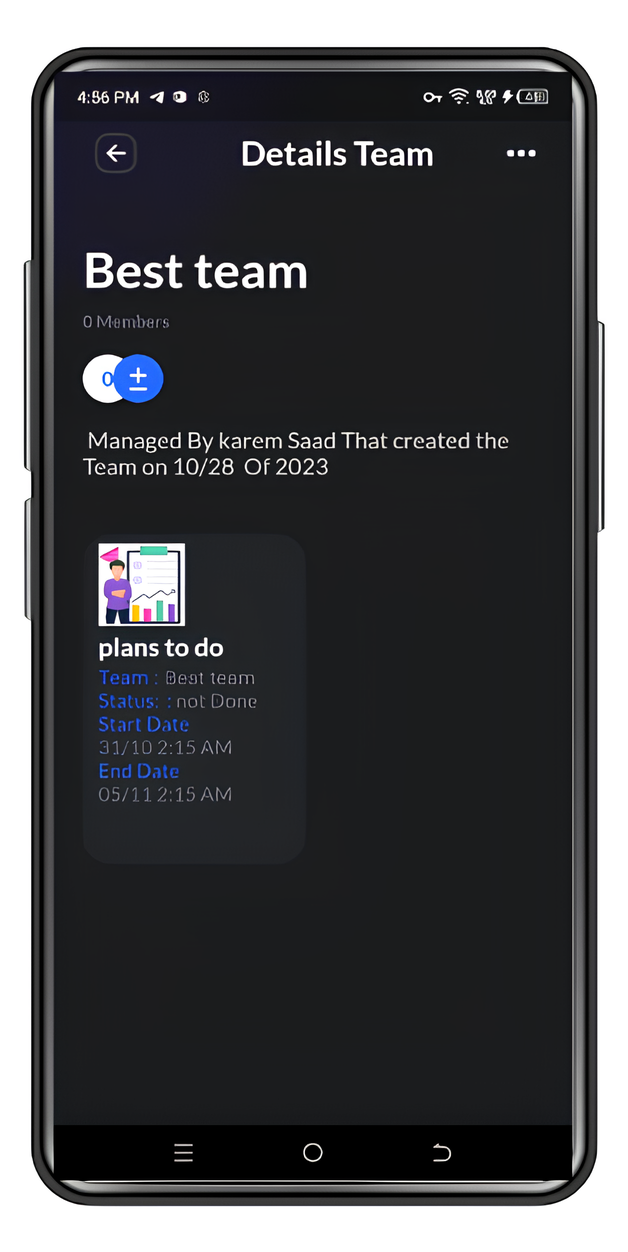 4:56 PM
Details Team
Best team
0 Members
0
Managed By karem Saad That created the
Team on 10/28 Of 2023
plans to do
Team : Best team
Status: : not Done
Start Date
31/10 2:15 AM
End Date
05/11 2:15 AM